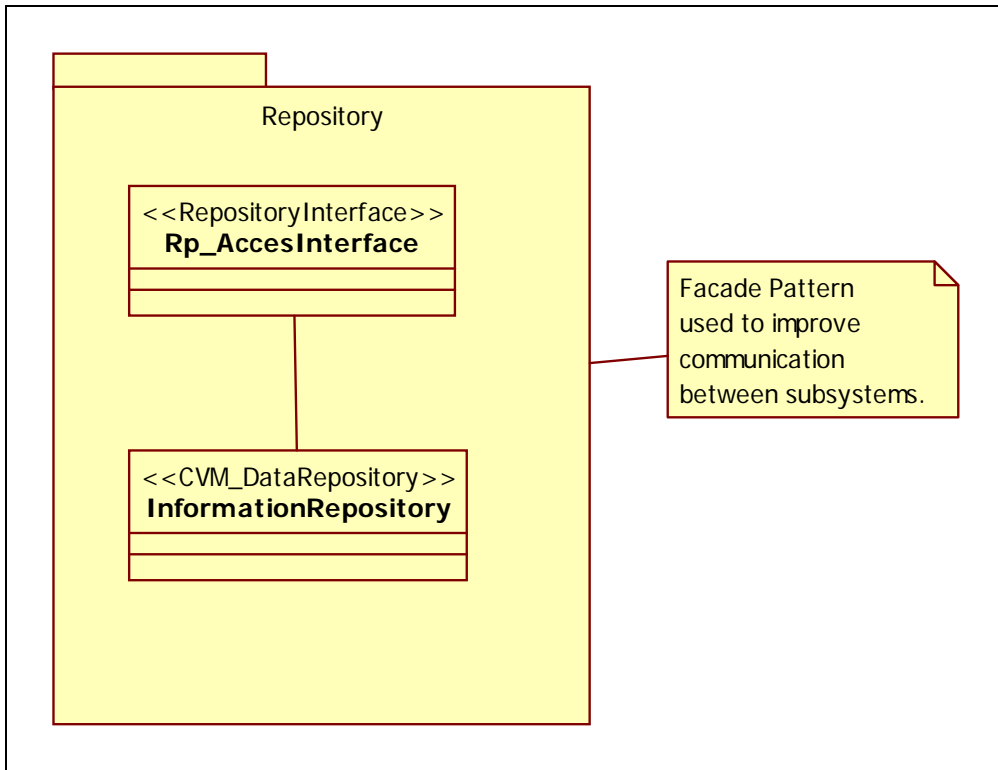 Repository
<<RepositoryInterface>>
Rp_AccesInterface
Facade Pattern
used to improve
communication
between subsystems.
<<CVM_DataRepository>>
InformationRepository